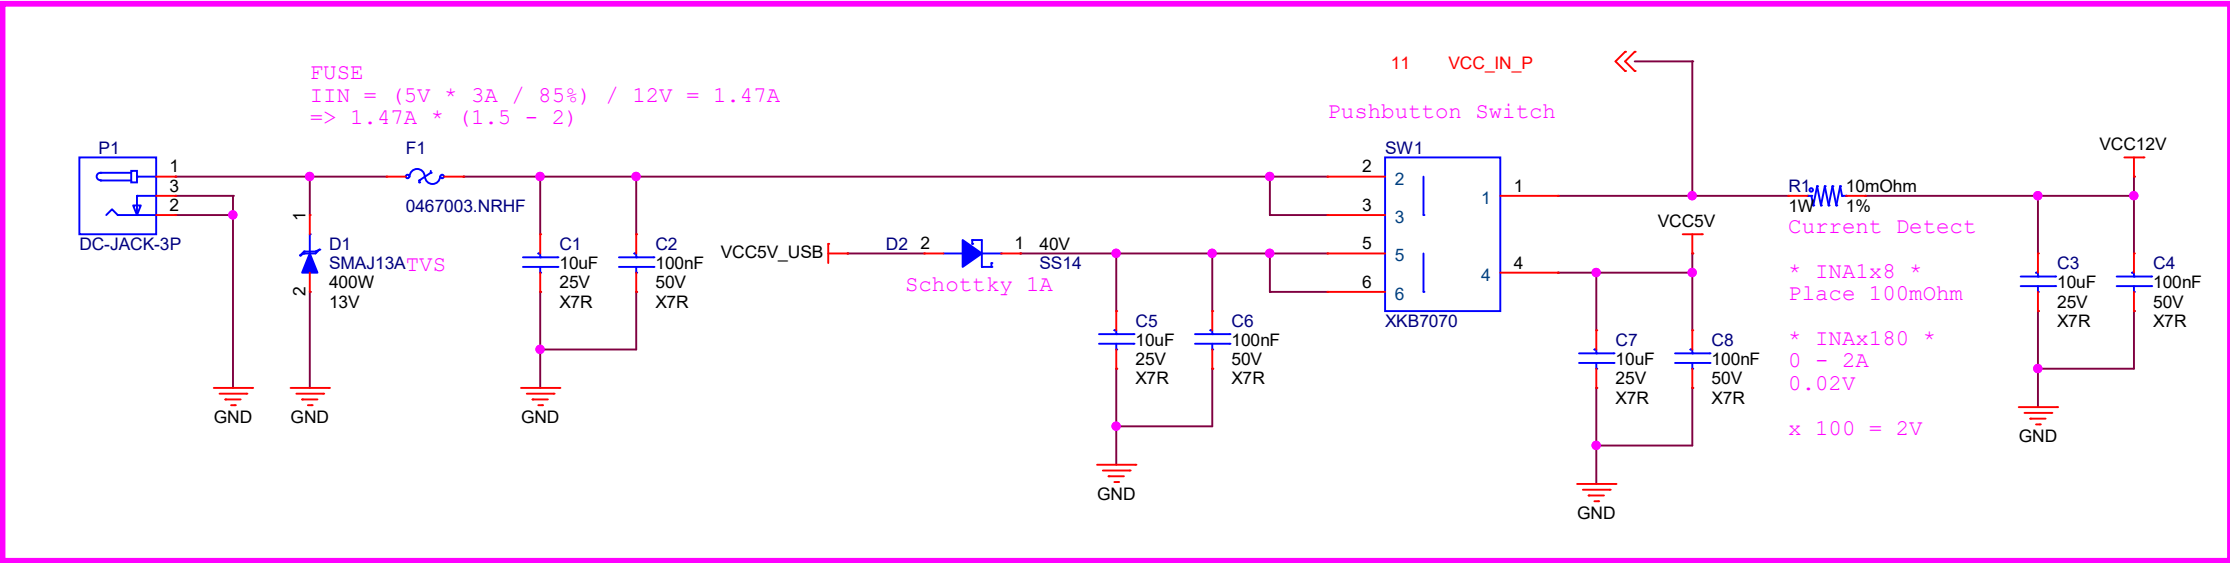 11 VCC_IN_P
FUSE
IIN = (5V * 3A / 85%) / 12V = 1.47A
=> 1.47A * (1.5 - 2)
Pushbutton Switch
P1
1
3
2
DC-JACK-3P
F1
0467003.NRHF
1
D1
SMAJ13A TVS
400W
13V
2
GND
GND
C1
10uF
25V
X7R
C2
100nF
50V
X7R
GND
VCC5V_USB
D2 2
1 40V
SS14
Schottky 1A
C5
10uF
25V
X7R
C6
100nF
50V
X7R
GND
SW1
2
2
3
3
5
5
6
6
1
1
4
4
XKB7070
VCC5V
C7
10uF
25V
X7R
C8
100nF
50V
X7R
GND
R1 10mOhm
1W 1%
Current Detect
* INA1x8 *
Place 100mOhm
* INAx180 *
0 - 2A
0.02V
x 100 = 2V
VCC12V
C3
10uF
25V
X7R
C4
100nF
50V
X7R
GND